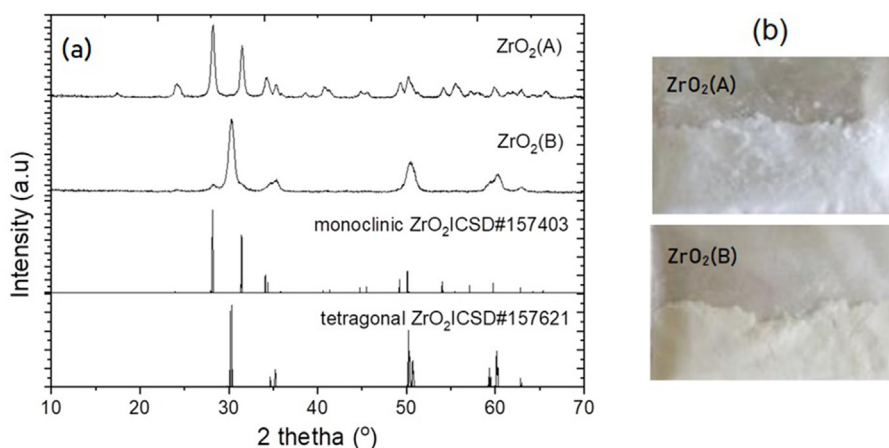 (a)
ZrO₂(A)
ZrO₂(B)
monoclinic ZrO₂ICSD#157403
tetragonal ZrO₂ICSD#157621
Intensity (a.u)
10 20 30 40 50 60 70
2 thetha (°)
(b)
ZrO₂(A)
ZrO₂(B)